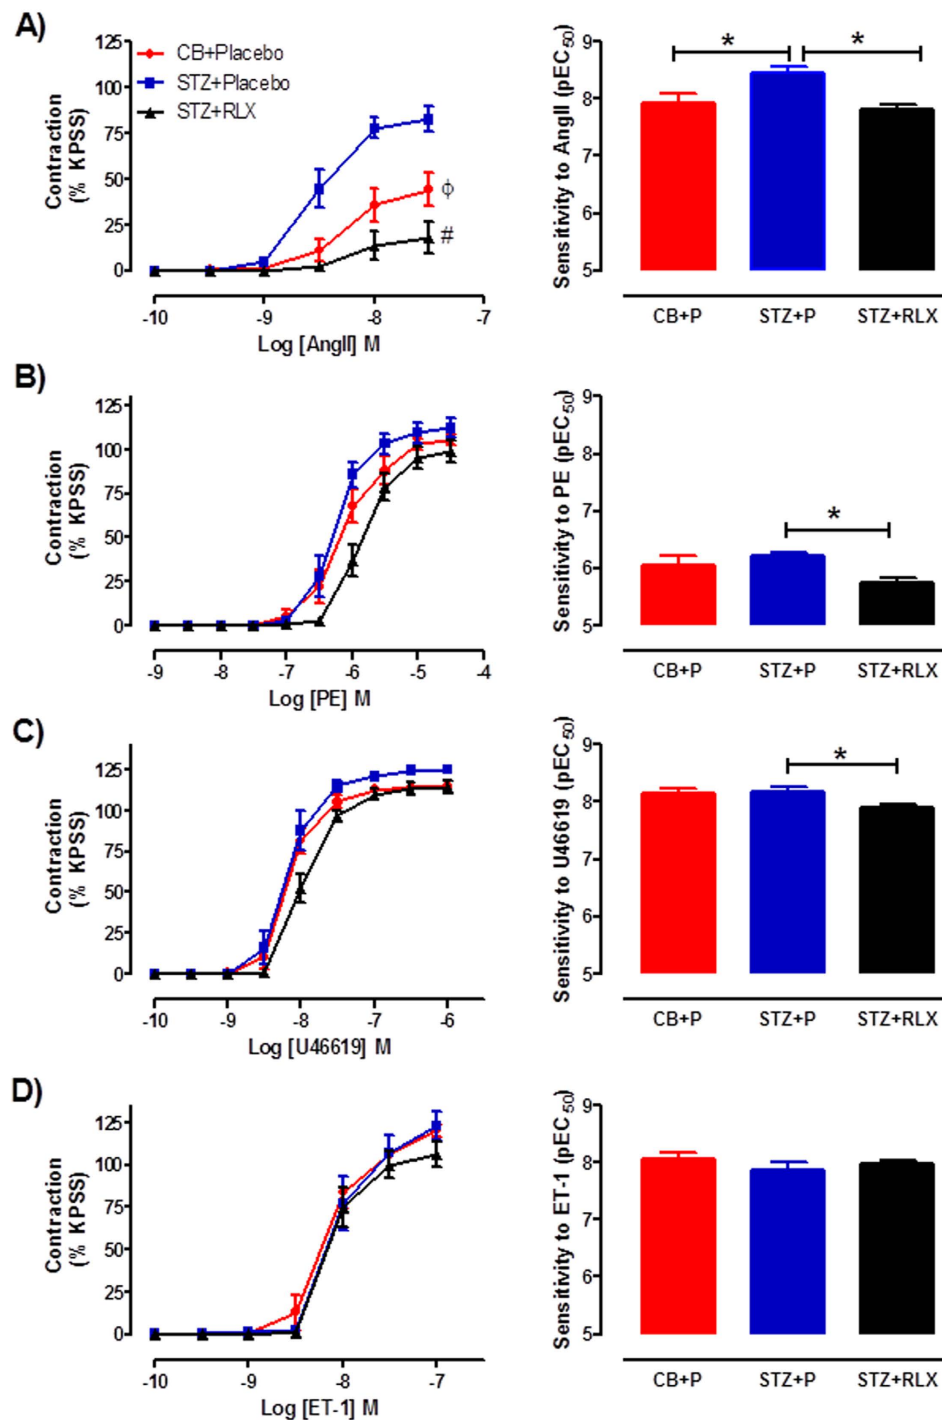 A)
CB+Placebo
STZ+Placebo
STZ+RLX
Contraction
(% KPSS)
125
100
75
50
25
0
ϕ
#
-10 -9 -8 -7
Log [AngII] M
Sensitivity to AngII (pEC50)
9
8
7
6
5
* *
CB+P STZ+P STZ+RLX
B)
Contraction
(% KPSS)
125
100
75
50
25
0
-9 -8 -7 -6 -5 -4
Log [PE] M
Sensitivity to PE (pEC50)
9
8
7
6
5
*
CB+P STZ+P STZ+RLX
C)
Contraction
(% KPSS)
125
100
75
50
25
0
-10 -9 -8 -7 -6
Log [U46619] M
Sensitivity to U46619 (pEC50)
9
8
7
6
5
*
CB+P STZ+P STZ+RLX
D)
Contraction
(% KPSS)
125
100
75
50
25
0
-10 -9 -8 -7
Log [ET-1] M
Sensitivity to ET-1 (pEC50)
9
8
7
6
5
CB+P STZ+P STZ+RLX